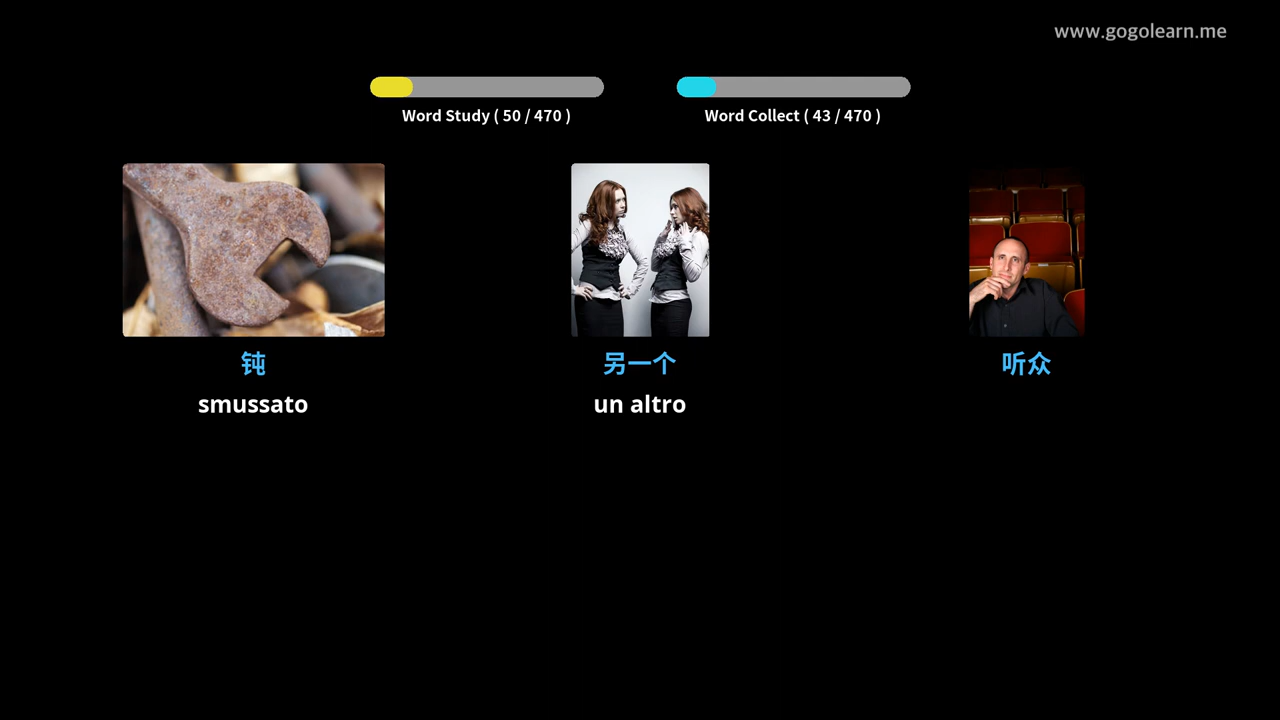 www.gogolearn.me
Word Study ( 50 / 470 )
Word Collect ( 43 / 470 )
钝
smussato
另一个
un altro
听众